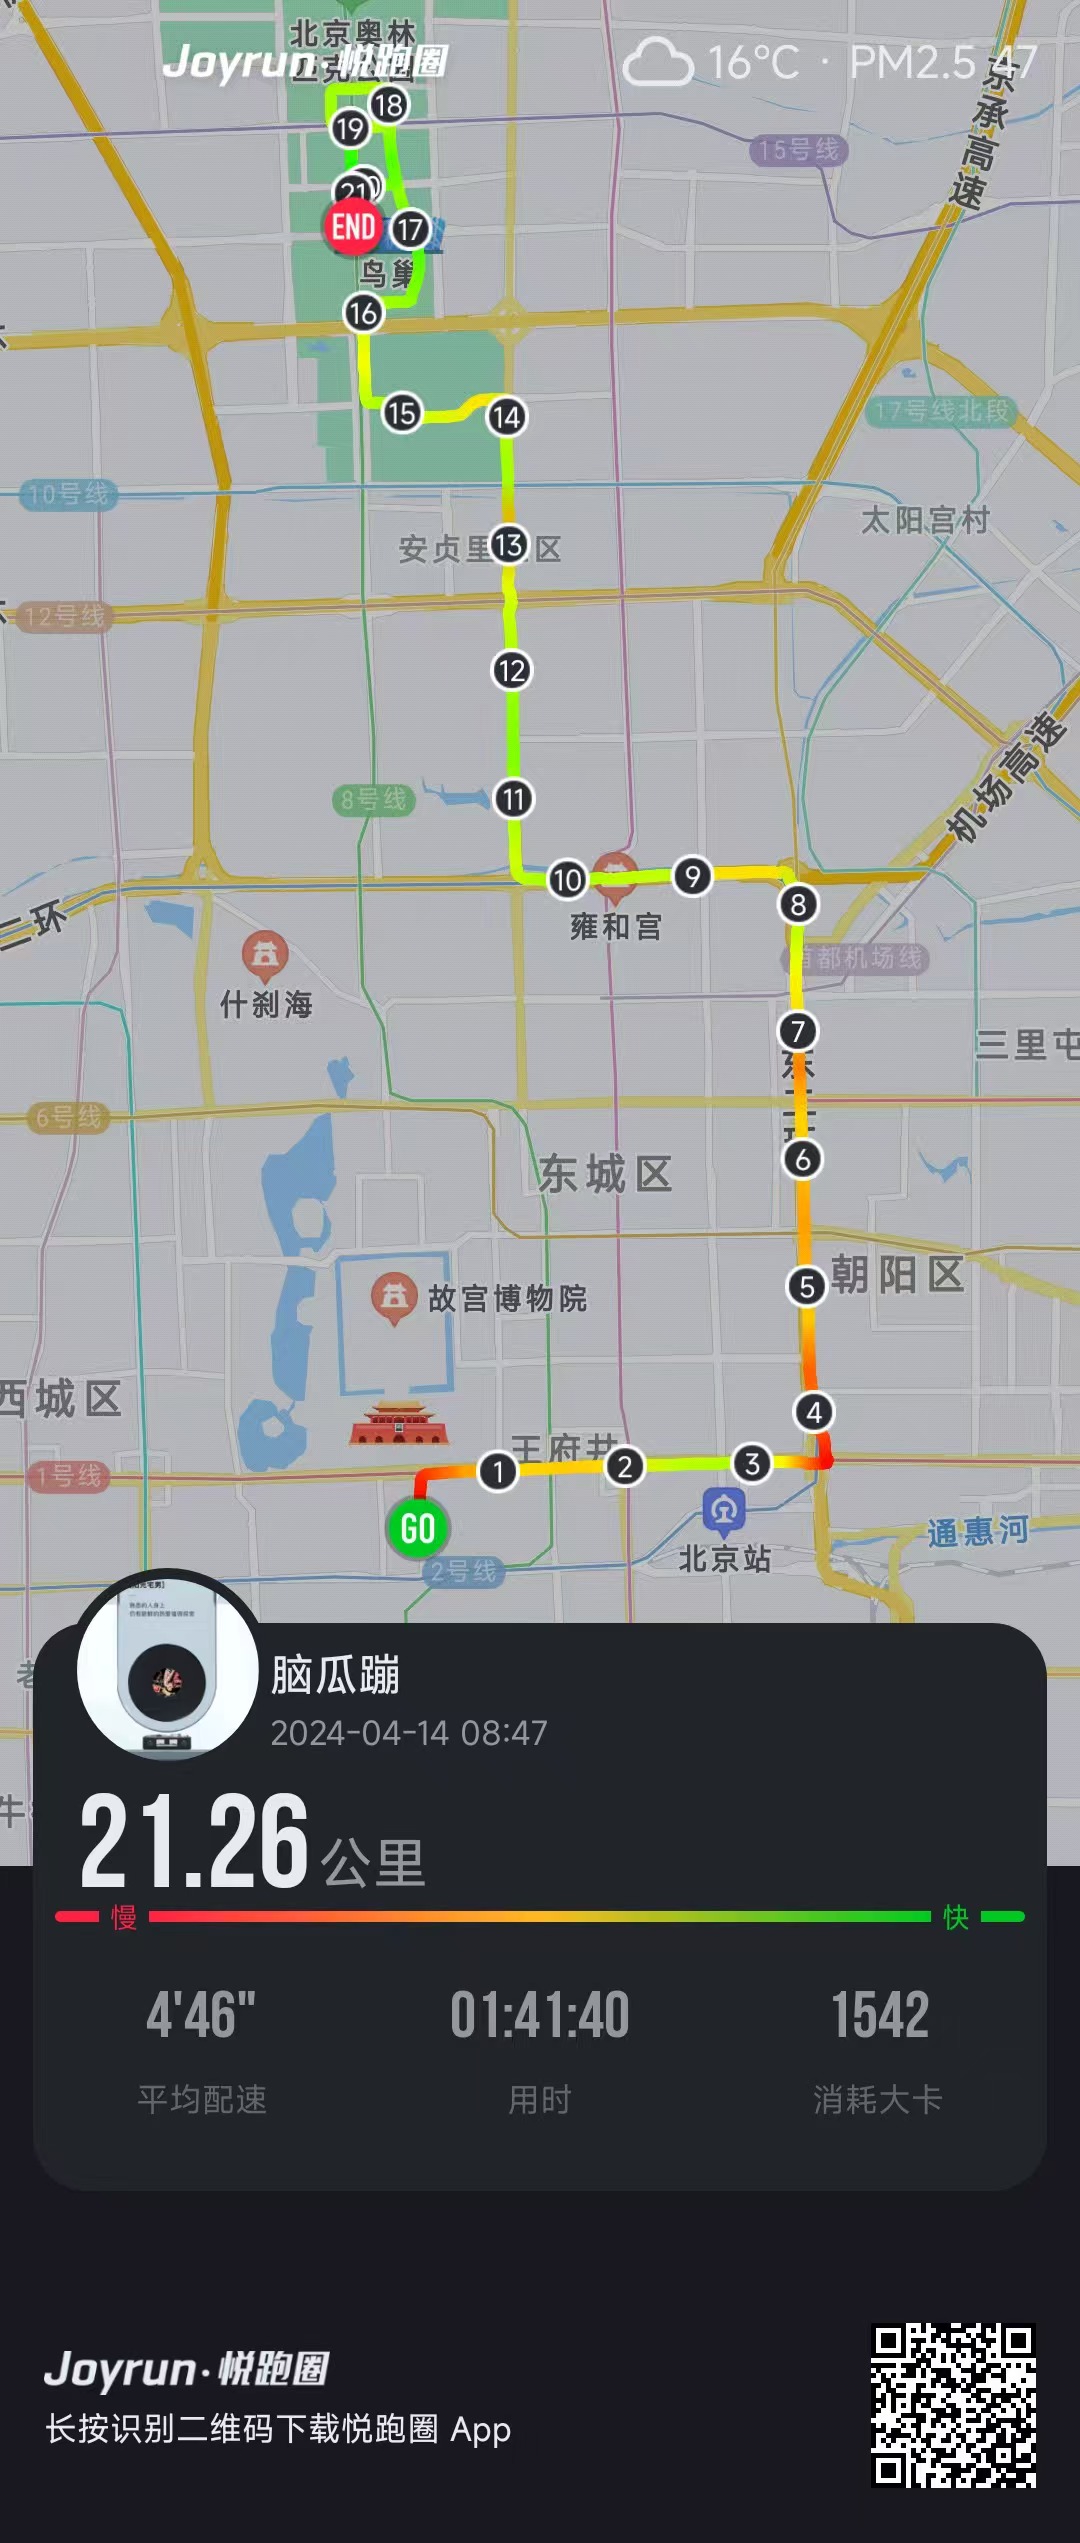 北京奥林
Joyrun·悦跑圈
16°C · PM2.5 47
京承高速
15号线
18
19
21
END
17
鸟巢
16
15
14
17号线北段
10号线
太阳宫村
安贞里
13
区
12号线
12
机场高速
8号线
11
10
9
8
雍和宫
二环
首都机场线
什刹海
7
三里屯
6号线
6
东城区
5
朝阳区
故宫博物院
西城区
4
王府井
1号线
1
2
3
GO
北京站
通惠河
2号线
脑瓜蹦
2024-04-14 08:47
21.26 公里
慢
快
4'46"
01:41:40
1542
平均配速
用时
消耗大卡
Joyrun·悦跑圈
长按识别二维码下载悦跑圈 App